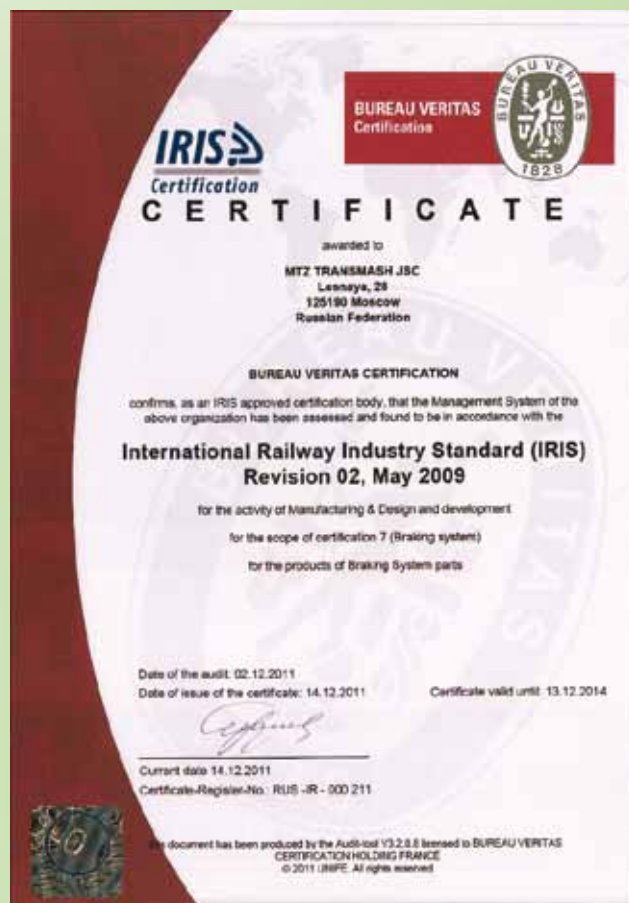 BUREAU VERITAS
Certification
BUREAU VERITAS
1828
IRIS
Certification
CERTIFICATE
awarded to
MTZ TRANSMASH JSC
Lesnaya, 28
125190 Moscow
Russian Federation
BUREAU VERITAS CERTIFICATION
confirms, as an IRIS approved certification body, that the Management System of the
above organization has been assessed and found to be in accordance with the
International Railway Industry Standard (IRIS)
Revision 02, May 2009
for the activity of Manufacturing & Design and development
for the scope of certification 7 (Braking system)
for the products of Braking System parts
Date of the audit: 02.12.2011
Date of issue of the certificate: 14.12.2011 Certificate valid until: 13.12.2014
Current date 14.12.2011
Certificate-Register-No.: RUS -IR - 000 211
document has been produced by the Audit-tool V3.2.8.8 licensed to BUREAU VERITAS
CERTIFICATION HOLDING FRANCE
© 2011 UNIFE. All rights reserved